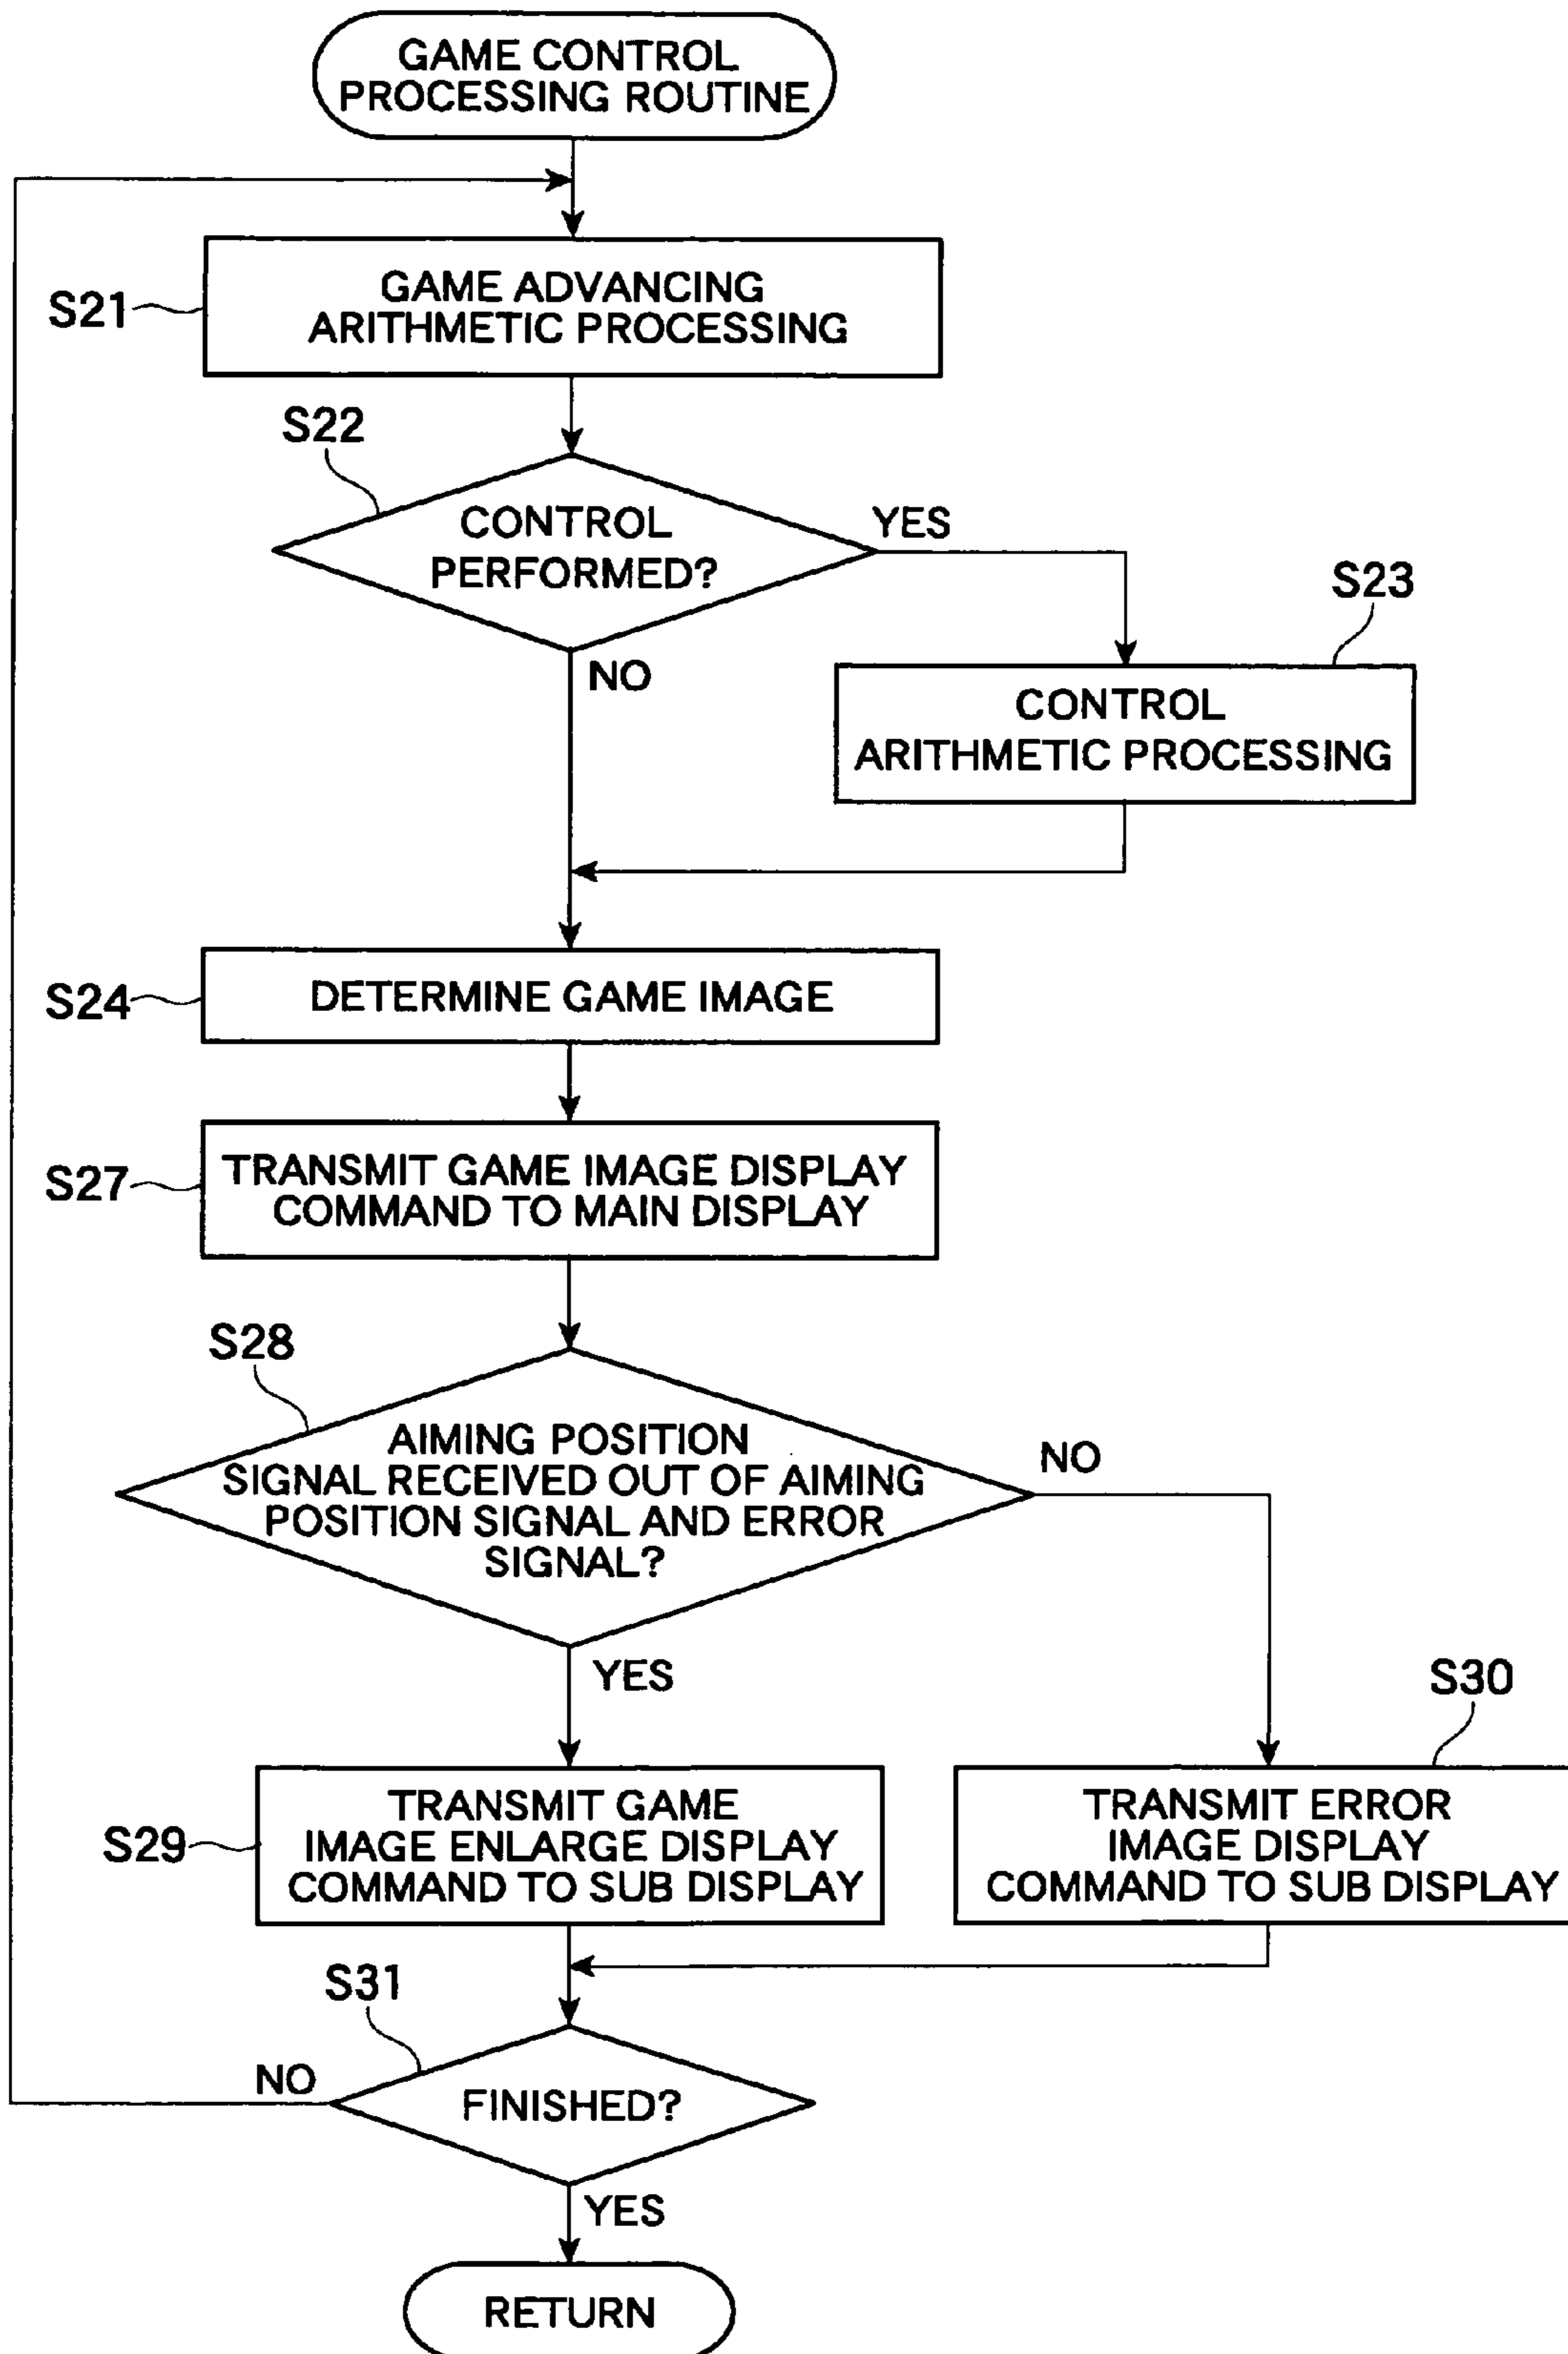 GAME CONTROL
PROCESSING ROUTINE
S21
GAME ADVANCING
ARITHMETIC PROCESSING
S22
CONTROL
PERFORMED?
YES
NO
S23
CONTROL
ARITHMETIC PROCESSING
S24
DETERMINE GAME IMAGE
S27
TRANSMIT GAME IMAGE DISPLAY
COMMAND TO MAIN DISPLAY
S28
AIMING POSITION
SIGNAL RECEIVED OUT OF AIMING
POSITION SIGNAL AND ERROR
SIGNAL?
NO
YES
S29
TRANSMIT GAME
IMAGE ENLARGE DISPLAY
COMMAND TO SUB DISPLAY
S30
TRANSMIT ERROR
IMAGE DISPLAY
COMMAND TO SUB DISPLAY
S31
FINISHED?
NO
YES
RETURN